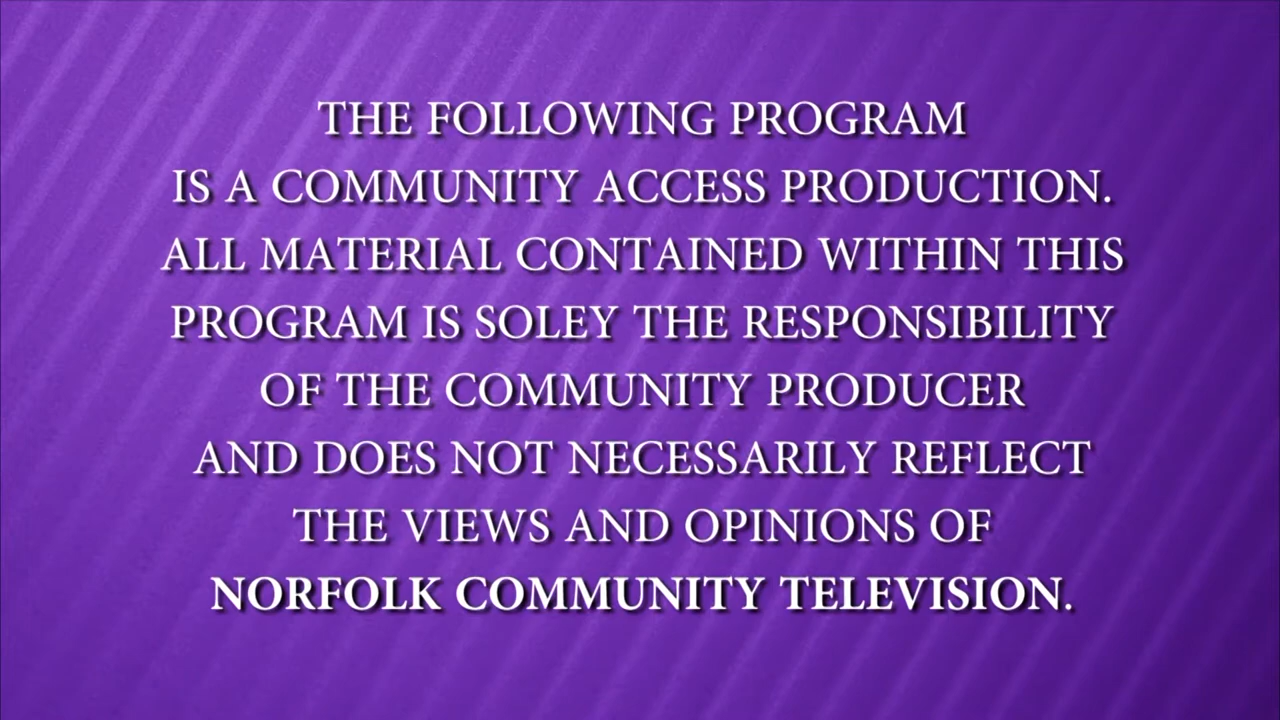 THE FOLLOWING PROGRAM
IS A COMMUNITY ACCESS PRODUCTION.
ALL MATERIAL CONTAINED WITHIN THIS
PROGRAM IS SOLEY THE RESPONSIBILITY
OF THE COMMUNITY PRODUCER
AND DOES NOT NECESSARILY REFLECT
THE VIEWS AND OPINIONS OF
NORFOLK COMMUNITY TELEVISION.